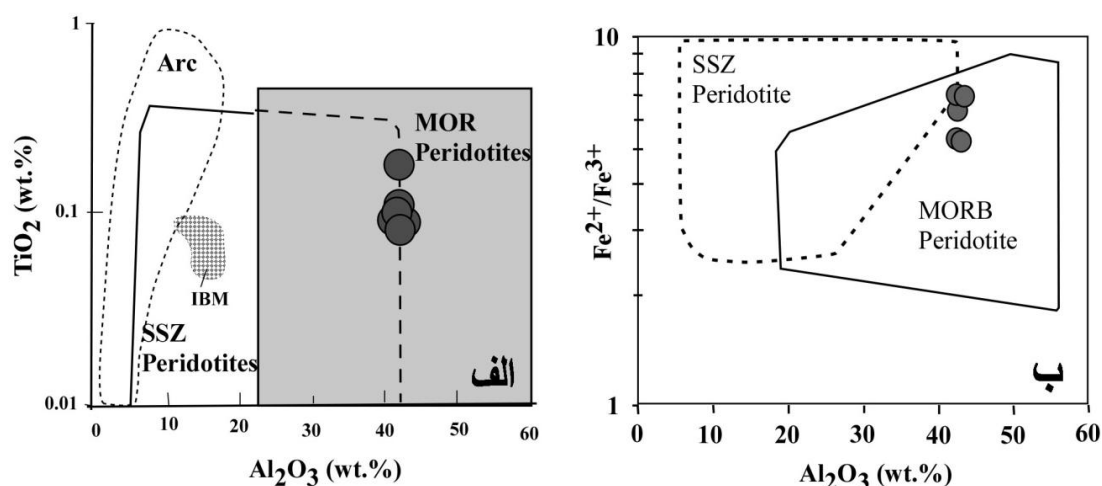 1
Arc
MOR
Peridotites
0.1
TiO2 (wt.%)
IBM
SSZ
Peridotites
الف
0.01
0 10 20 30 40 50 60
Al2O3 (wt.%)
10
SSZ
Peridotite
Fe2+/Fe3+
MORB
Peridotite
ب
1
0 10 20 30 40 50 60
Al2O3 (wt.%)